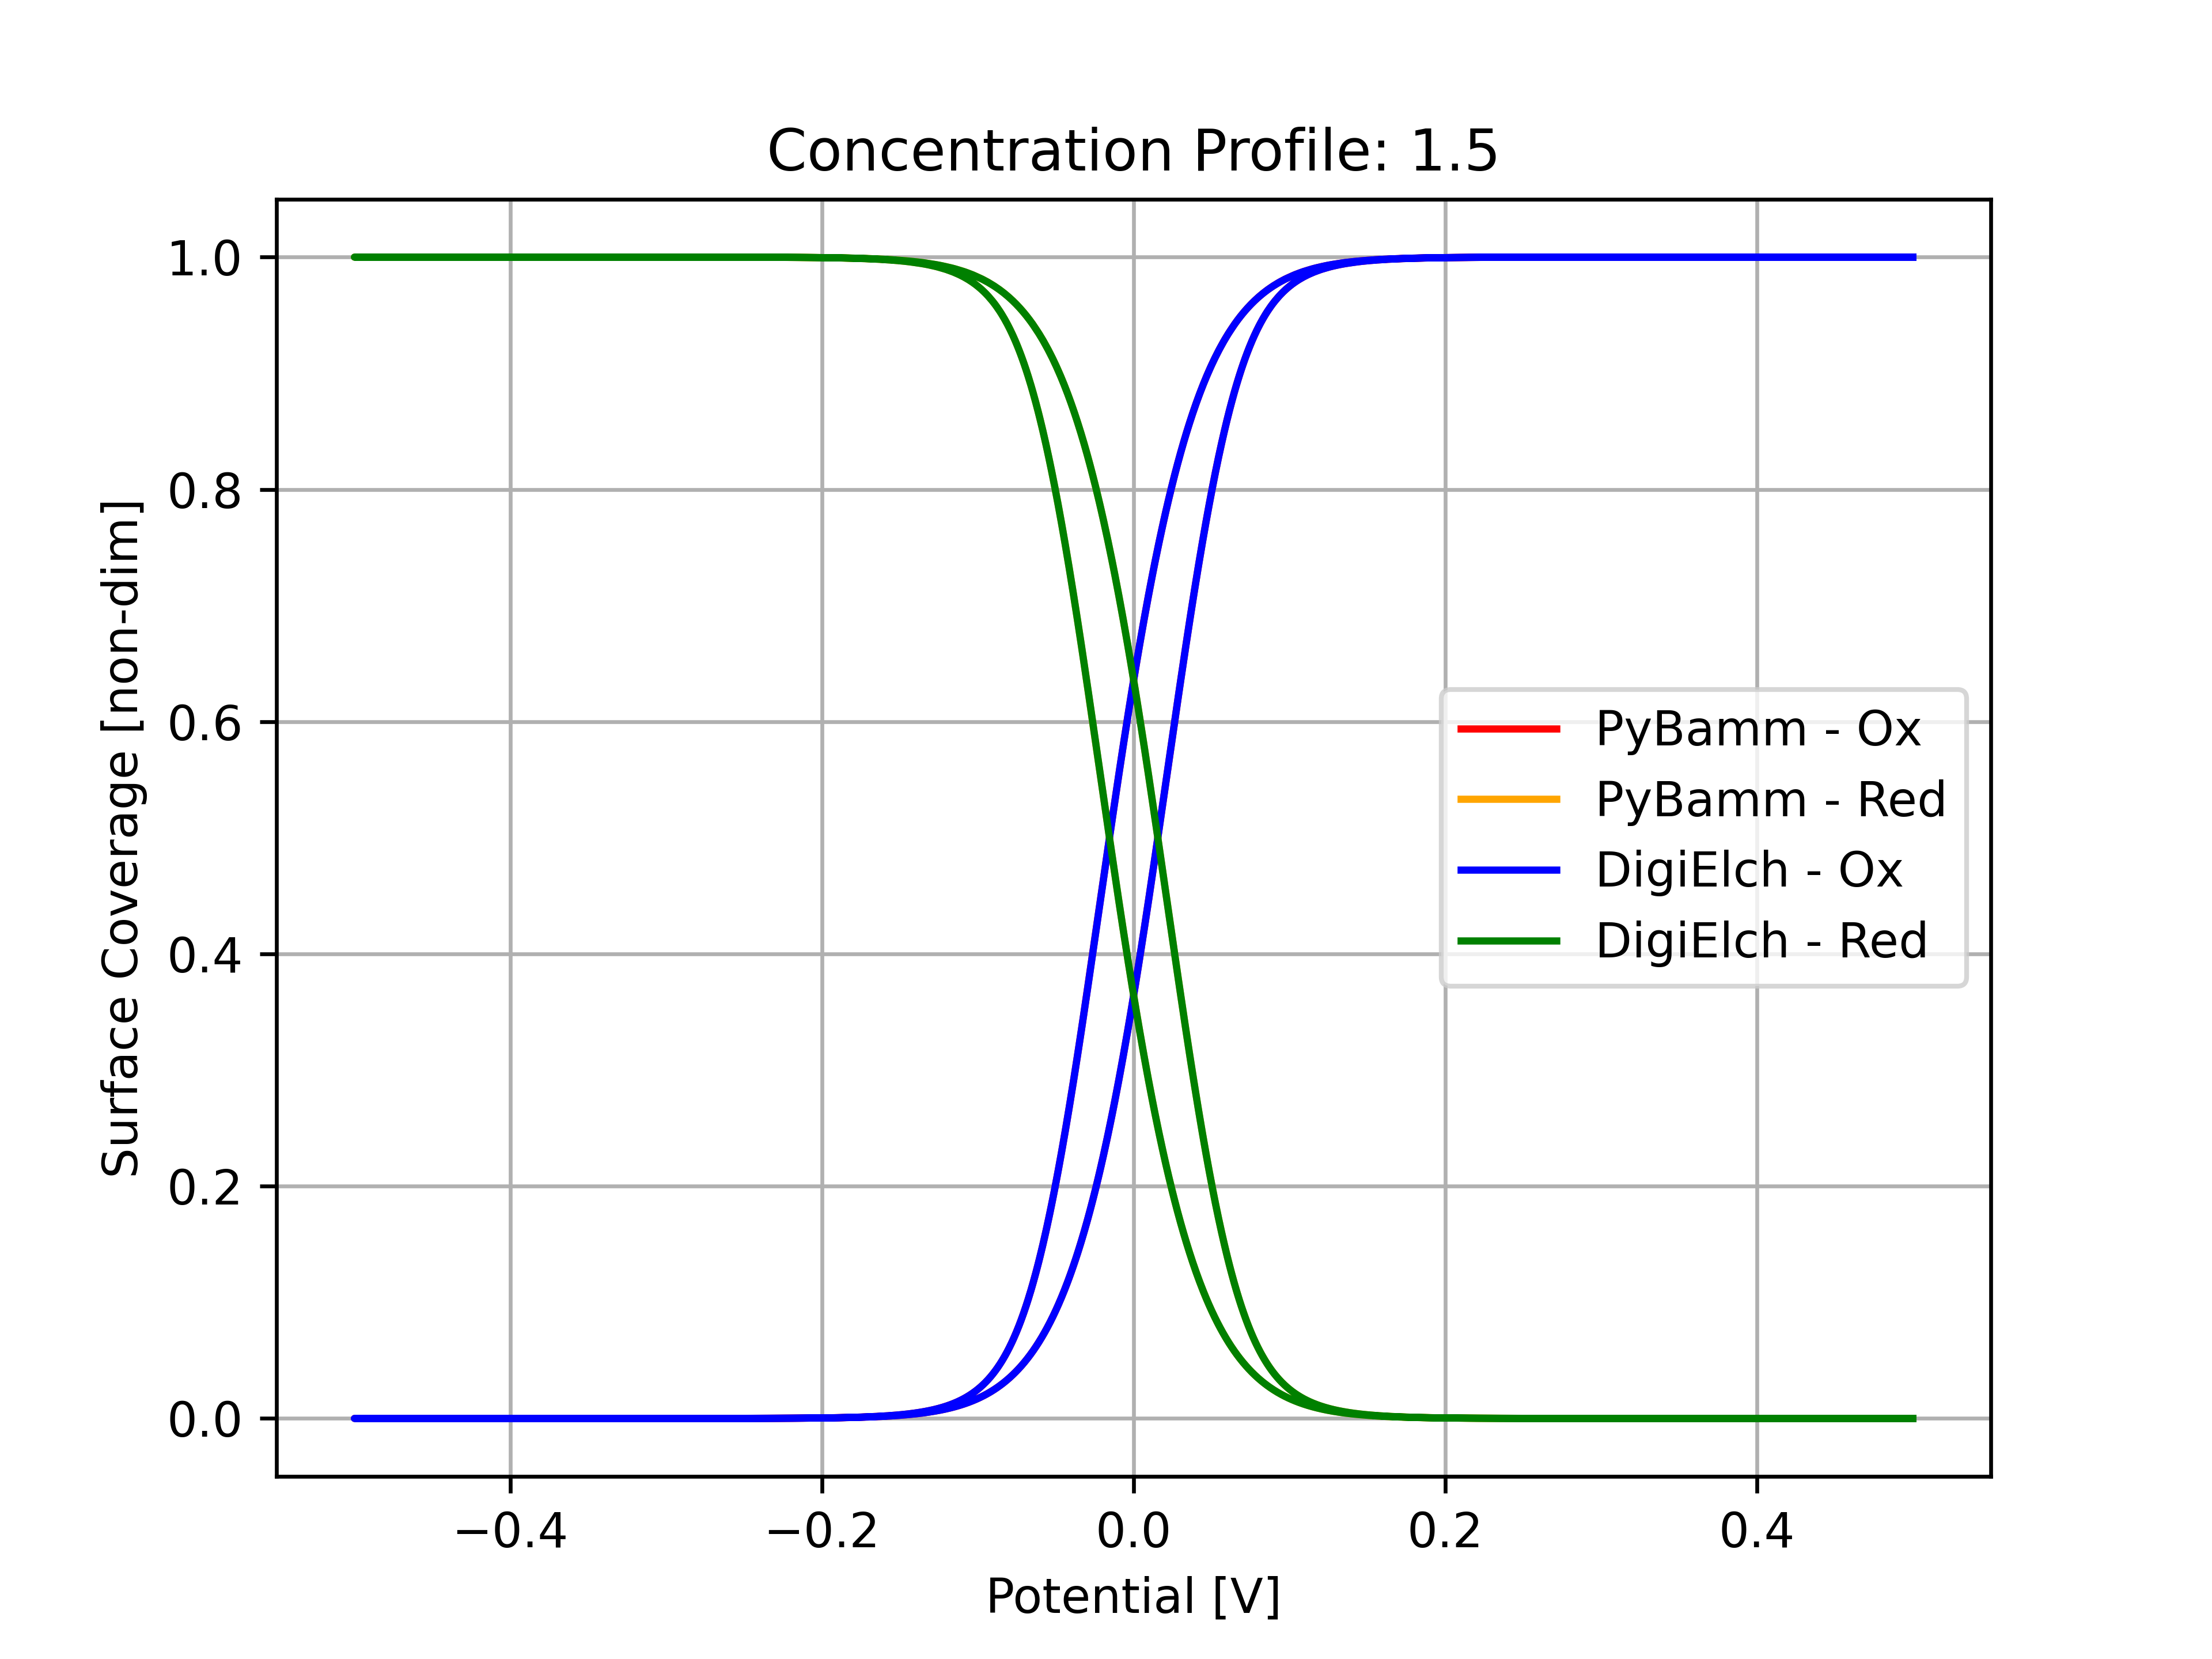 Concentration Profile: 1.5
1.0
0.8
0.6
0.4
0.2
0.0
Surface Coverage [non-dim]
PyBamm - Ox
PyBamm - Red
DigiElch - Ox
DigiElch - Red
−0.4 −0.2 0.0 0.2 0.4
Potential [V]